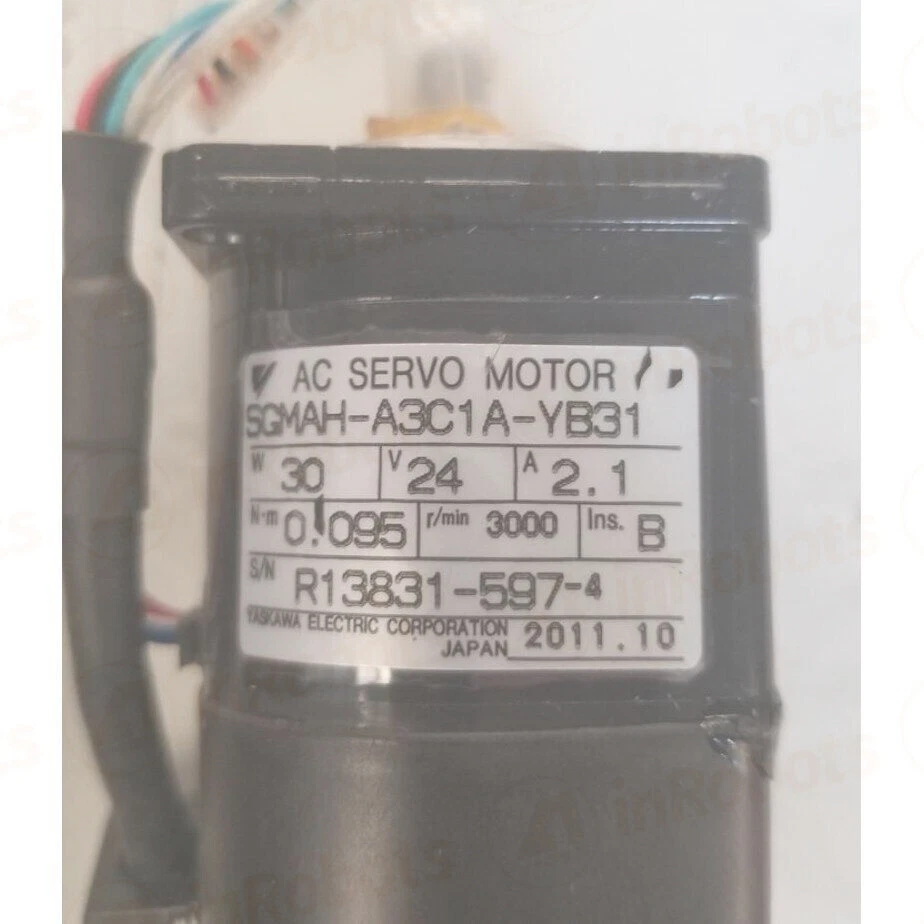 AC SERVO MOTOR
SGMAH-A3C1A-YB31
W 30 V 24 A 2.1
N·m 0.095 r/min 3000 Ins. B
S/N R13831-597-4
YASKAWA ELECTRIC CORPORATION
JAPAN 2011.10
inRobots